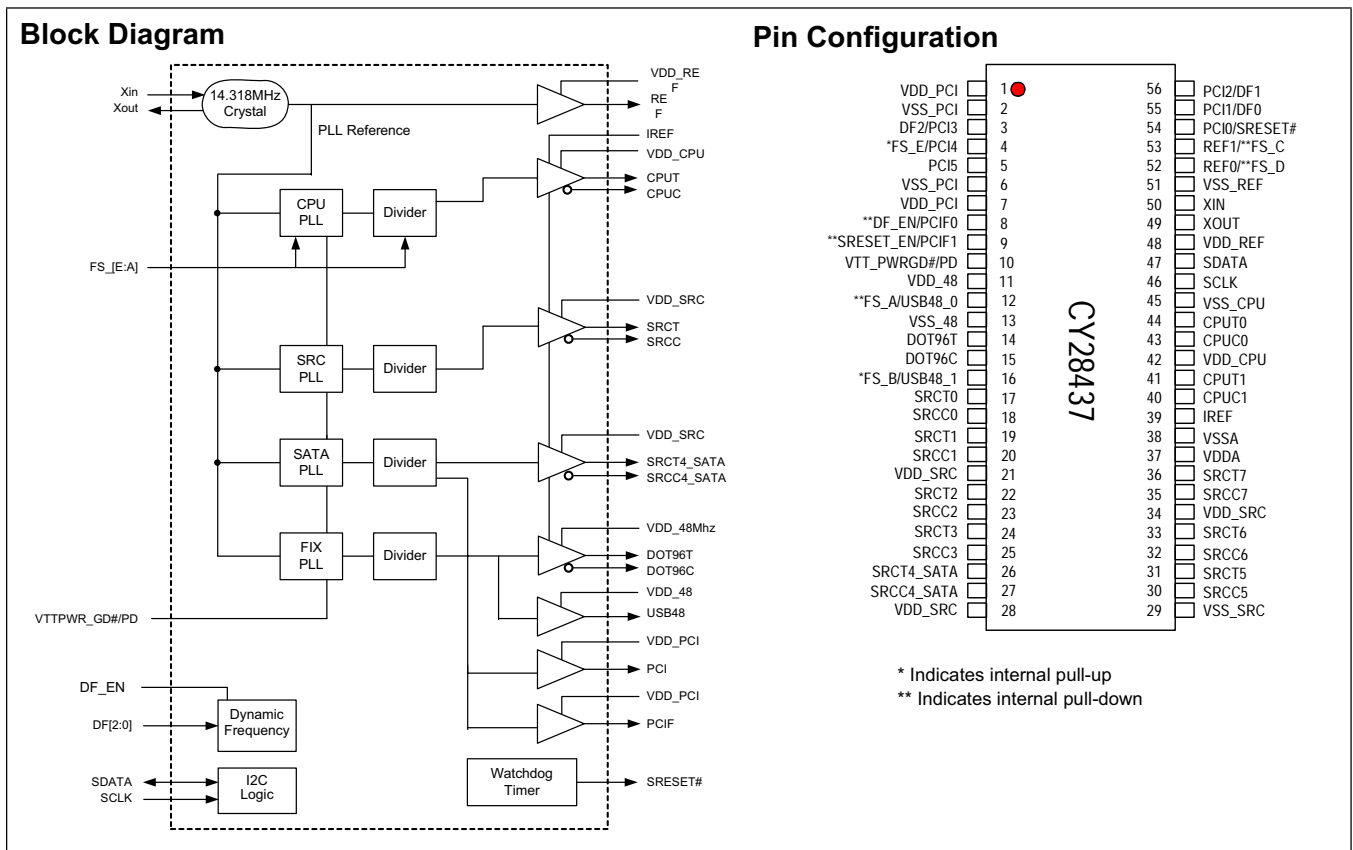 Block Diagram
Xin
Xout
14.318MHz
Crystal
PLL Reference
VDD_RE
F
RE
F
IREF
VDD_CPU
CPUT
CPUC
CPU
PLL
Divider
FS_[E:A]
VDD_SRC
SRCT
SRCC
SRC
PLL
Divider
VDD_SRC
SRCT4_SATA
SRCC4_SATA
SATA
PLL
Divider
VDD_48Mhz
DOT96T
DOT96C
FIX
PLL
Divider
VDD_48
USB48
VTTPWR_GD#/PD
VDD_PCI
PCI
VDD_PCI
PCIF
DF_EN
DF[2:0]
Dynamic
Frequency
SDATA
SCLK
I2C
Logic
Watchdog
Timer
SRESET#
Pin Configuration
VDD_PCI 1
VSS_PCI 2
DF2/PCI3 3
*FS_E/PCI4 4
PCI5 5
VSS_PCI 6
VDD_PCI 7
**DF_EN/PCIF0 8
**SRESET_EN/PCIF1 9
VTT_PWRGD#/PD 10
VDD_48 11
**FS_A/USB48_0 12
VSS_48 13
DOT96T 14
DOT96C 15
*FS_B/USB48_1 16
SRCT0 17
SRCC0 18
SRCT1 19
SRCC1 20
VDD_SRC 21
SRCT2 22
SRCC2 23
SRCT3 24
SRCC3 25
SRCT4_SATA 26
SRCC4_SATA 27
VDD_SRC 28
CY28437
56 PCI2/DF1
55 PCI1/DF0
54 PCI0/SRESET#
53 REF1/**FS_C
52 REF0/**FS_D
51 VSS_REF
50 XIN
49 XOUT
48 VDD_REF
47 SDATA
46 SCLK
45 VSS_CPU
44 CPUT0
43 CPUC0
42 VDD_CPU
41 CPUT1
40 CPUC1
39 IREF
38 VSSA
37 VDDA
36 SRCT7
35 SRCC7
34 VDD_SRC
33 SRCT6
32 SRCC6
31 SRCT5
30 SRCC5
29 VSS_SRC
* Indicates internal pull-up
** Indicates internal pull-down